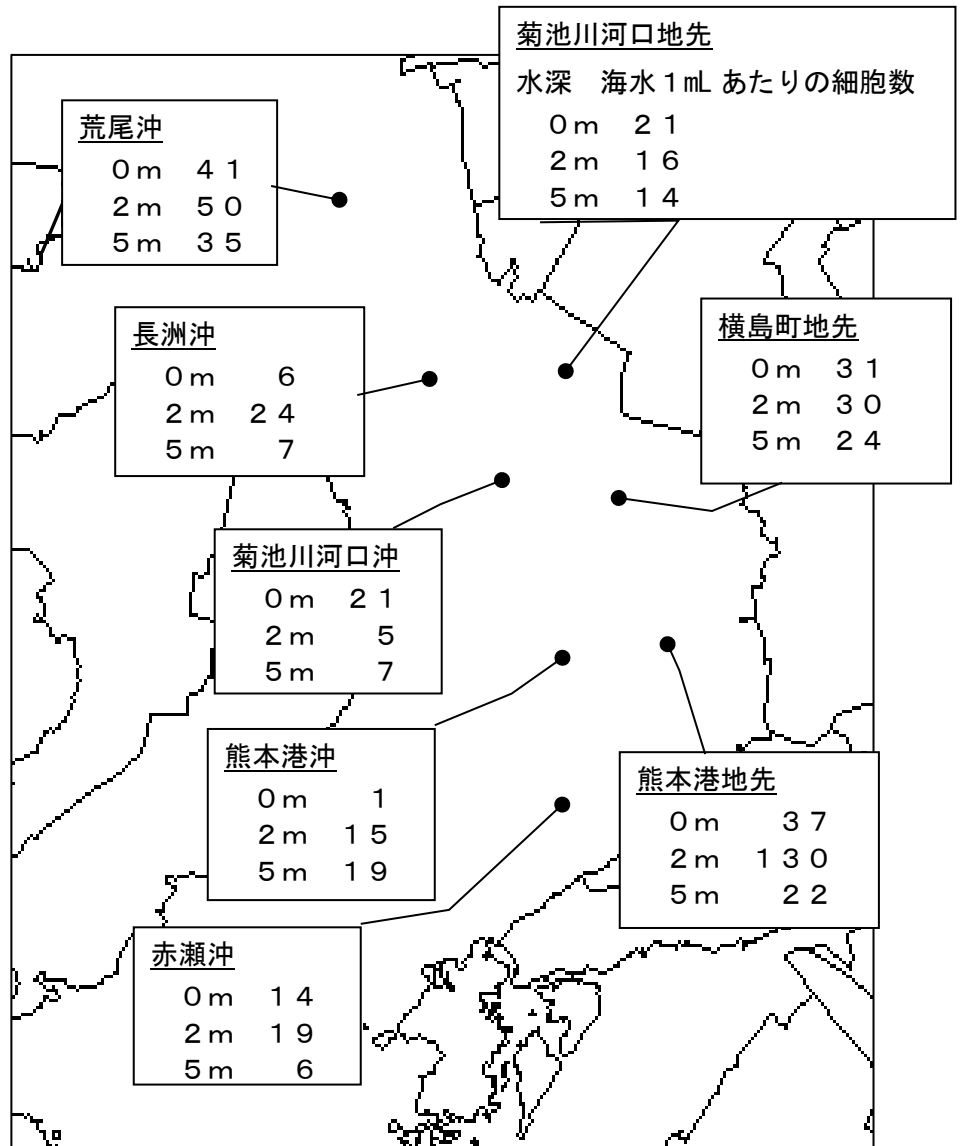 菊池川河口地先
水深　海水１mL あたりの細胞数
０ｍ　２１
２ｍ　１６
５ｍ　１４
荒尾沖
０ｍ　４１
２ｍ　５０
５ｍ　３５
長洲沖
０ｍ　　６
２ｍ　２４
５ｍ　　７
横島町地先
０ｍ　３１
２ｍ　３０
５ｍ　２４
菊池川河口沖
０ｍ　２１
２ｍ　　５
５ｍ　　７
熊本港沖
０ｍ　　１
２ｍ　１５
５ｍ　１９
熊本港地先
０ｍ　　３７
２ｍ　１３０
５ｍ　　２２
赤瀬沖
０ｍ　１４
２ｍ　１９
５ｍ　　６